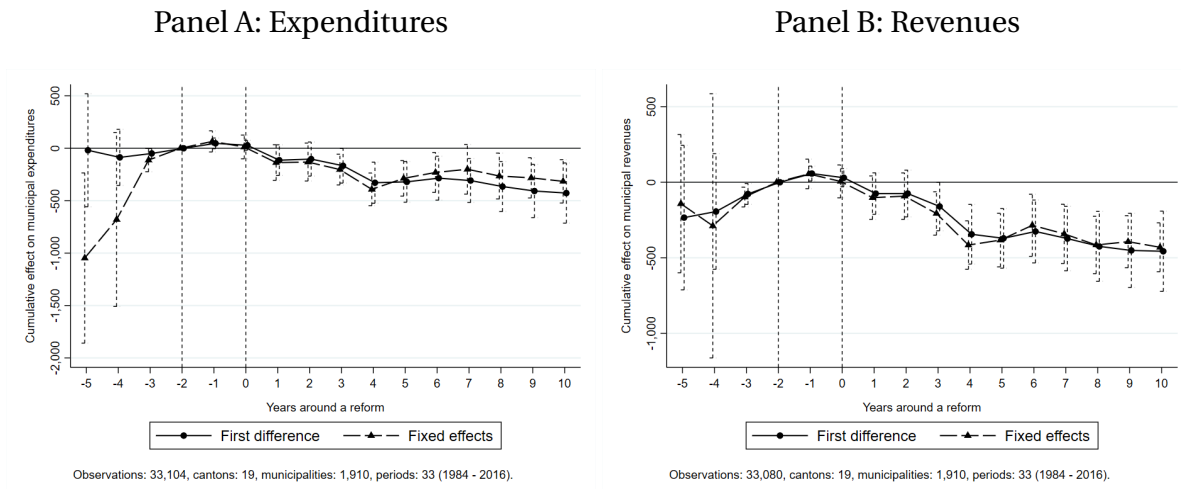 Panel A: Expenditures
Cumulative effect on municipal expenditures
500
0
-500
-1,000
-1,500
-2,000
-5 -4 -3 -2 -1 0 1 2 3 4 5 6 7 8 9 10
Years around a reform
First difference Fixed effects
Observations: 33,104, cantons: 19, municipalities: 1,910, periods: 33 (1984 - 2016).
Panel B: Revenues
Cumulative effect on municipal revenues
500
0
-500
-1,000
-5 -4 -3 -2 -1 0 1 2 3 4 5 6 7 8 9 10
Years around a reform
First difference Fixed effects
Observations: 33,080, cantons: 19, municipalities: 1,910, periods: 33 (1984 - 2016).